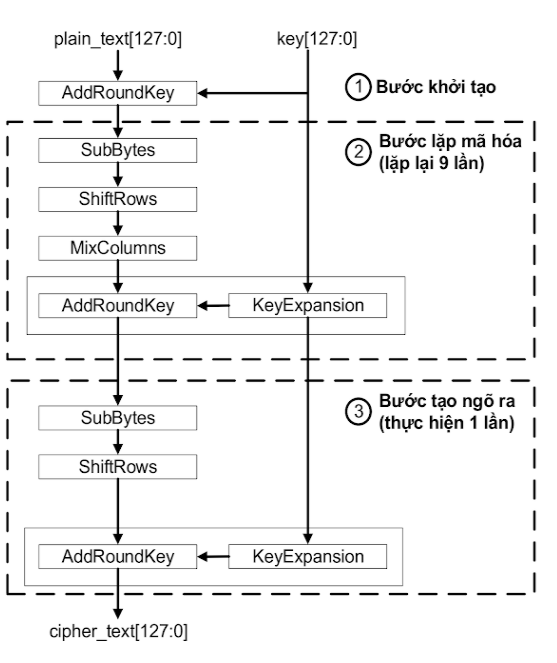 plain_text[127:0]
key[127:0]
AddRoundKey
1 Bước khởi tạo
SubBytes
2 Bước lặp mã hóa
(lặp lại 9 lần)
ShiftRows
MixColumns
AddRoundKey
KeyExpansion
3 Bước tạo ngõ ra
(thực hiện 1 lần)
SubBytes
ShiftRows
AddRoundKey
KeyExpansion
cipher_text[127:0]